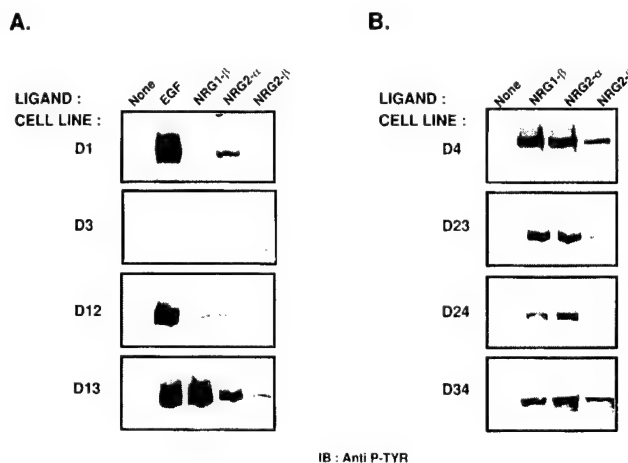 A.
LIGAND :
None EGF NRG1-β NRG2-α NRG2-β
CELL LINE :
D1
D3
D12
D13
B.
LIGAND :
None NRG1-β NRG2-α NRG2-β
CELL LINE :
D4
D23
D24
D34
IB : Anti P-TYR